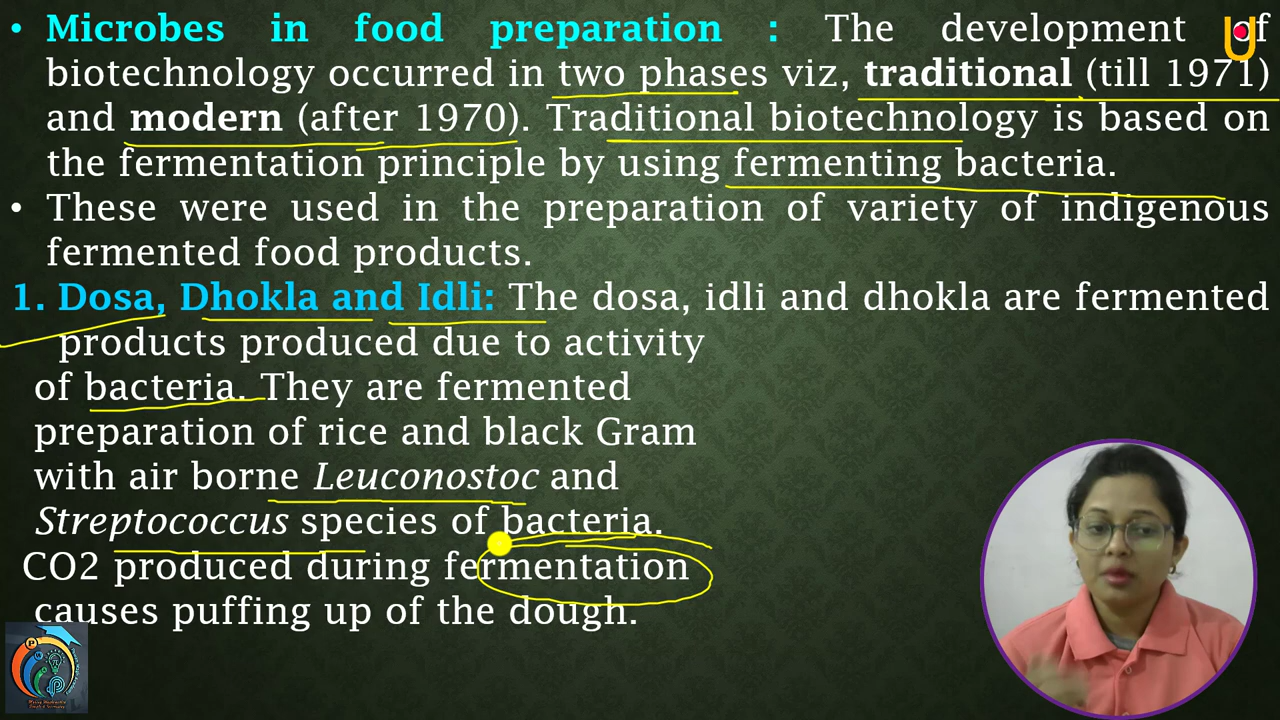 • Microbes in food preparation : The development of
biotechnology occurred in two phases viz, traditional (till 1971)
and modern (after 1970). Traditional biotechnology is based on
the fermentation principle by using fermenting bacteria.
• These were used in the preparation of variety of indigenous
fermented food products.
1. Dosa, Dhokla and Idli: The dosa, idli and dhokla are fermented
products produced due to activity
of bacteria. They are fermented
preparation of rice and black Gram
with air borne Leuconostoc and
Streptococcus species of bacteria.
CO2 produced during fermentation
causes puffing up of the dough.